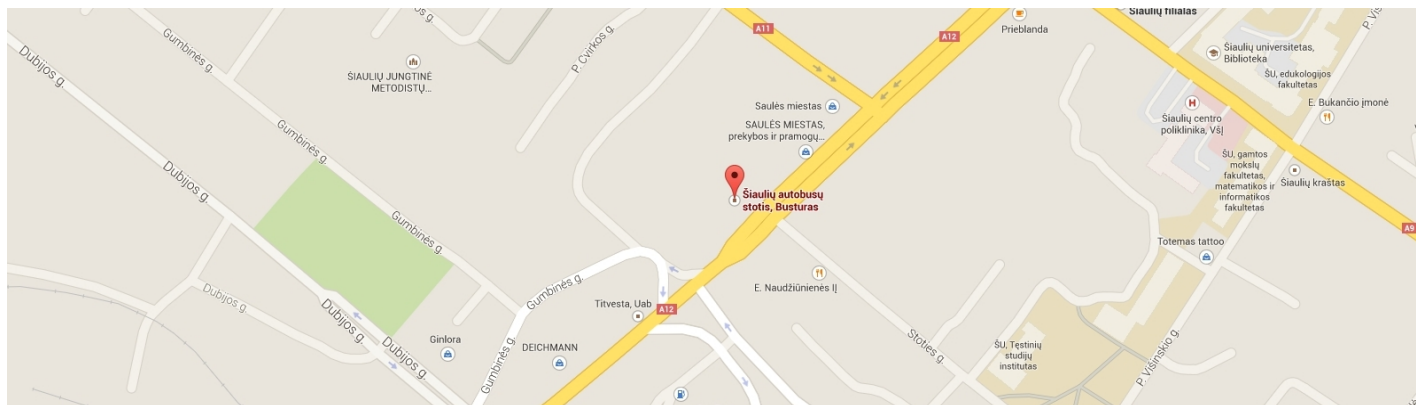 Šiaulių filialas
A11
A12
Prieblanda
P. Cvirkos g.
Gumbinės g.
Dubijos g.
ŠIAULIŲ JUNGTINĖ
METODISTŲ...
Šiaulių universitetas,
Biblioteka
ŠU, edukologijos
fakultetas
Saulės miestas
SAULĖS MIESTAS,
prekybos ir pramogų...
E. Bukančio įmonė
Šiaulių centro
poliklinika, VšĮ
Gumbinės g.
ŠU, gamtos
mokslų
fakultetas,
matematikos ir
informatikos
fakultetas
Dubijos g.
Šiaulių kraštas
Šiaulių autobusų
stotis, Busturas
Gumbinės g.
A9
Totemas tattoo
Gumbinės g.
E. Naudžiūnienės IĮ
Dubijos g.
Titvesta, Uab
A12
Dubijos g.
Ginlora
DEICHMANN
Dubijos g.
Gumbinės g.
Stoties g.
ŠU, Tęstinių
studijų
institutas
P. Višinskio g.